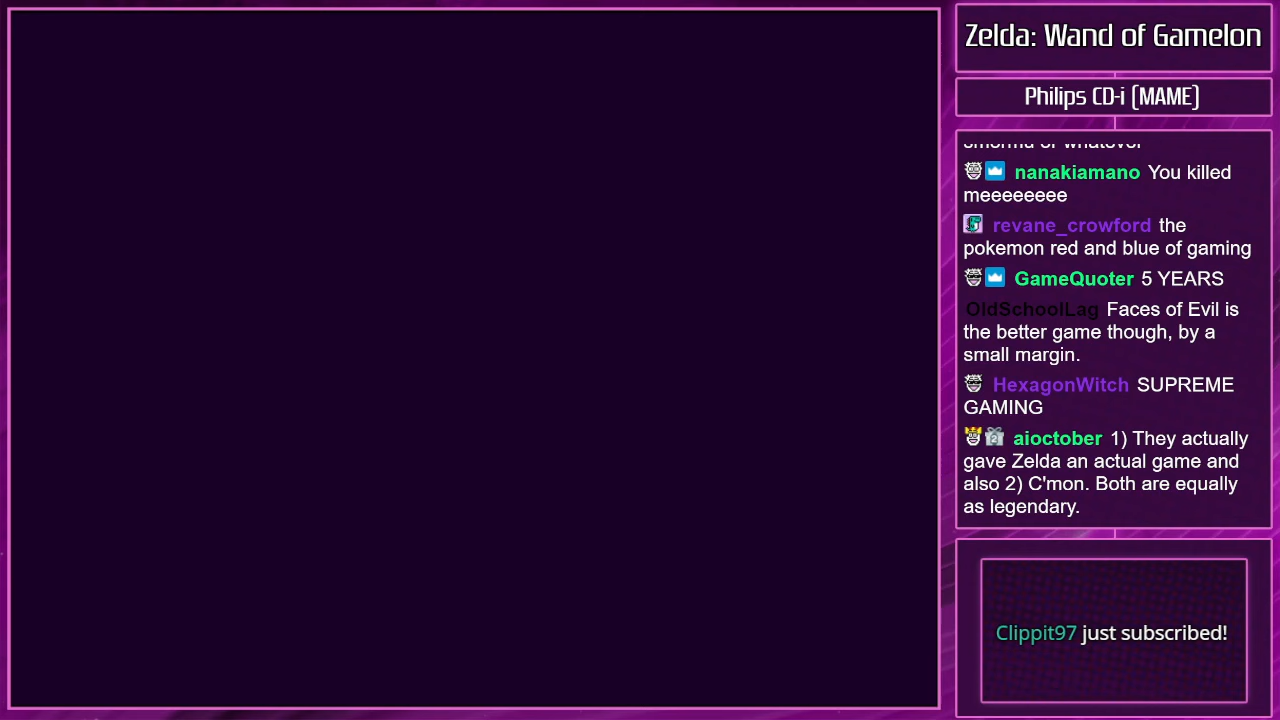 Zelda: Wand of Gamelon
Philips CD-i [MAME]
nanakiamano You killed
meeeeeeee
revane_crowford the
pokemon red and blue of gaming
GameQuoter 5 YEARS
OldSchoolLag Faces of Evil is
the better game though, by a
small margin.
HexagonWitch SUPREME
GAMING
2 aioctober 1) They actually
gave Zelda an actual game and
also 2) C'mon. Both are equally
as legendary.
Clippit97 just subscribed!